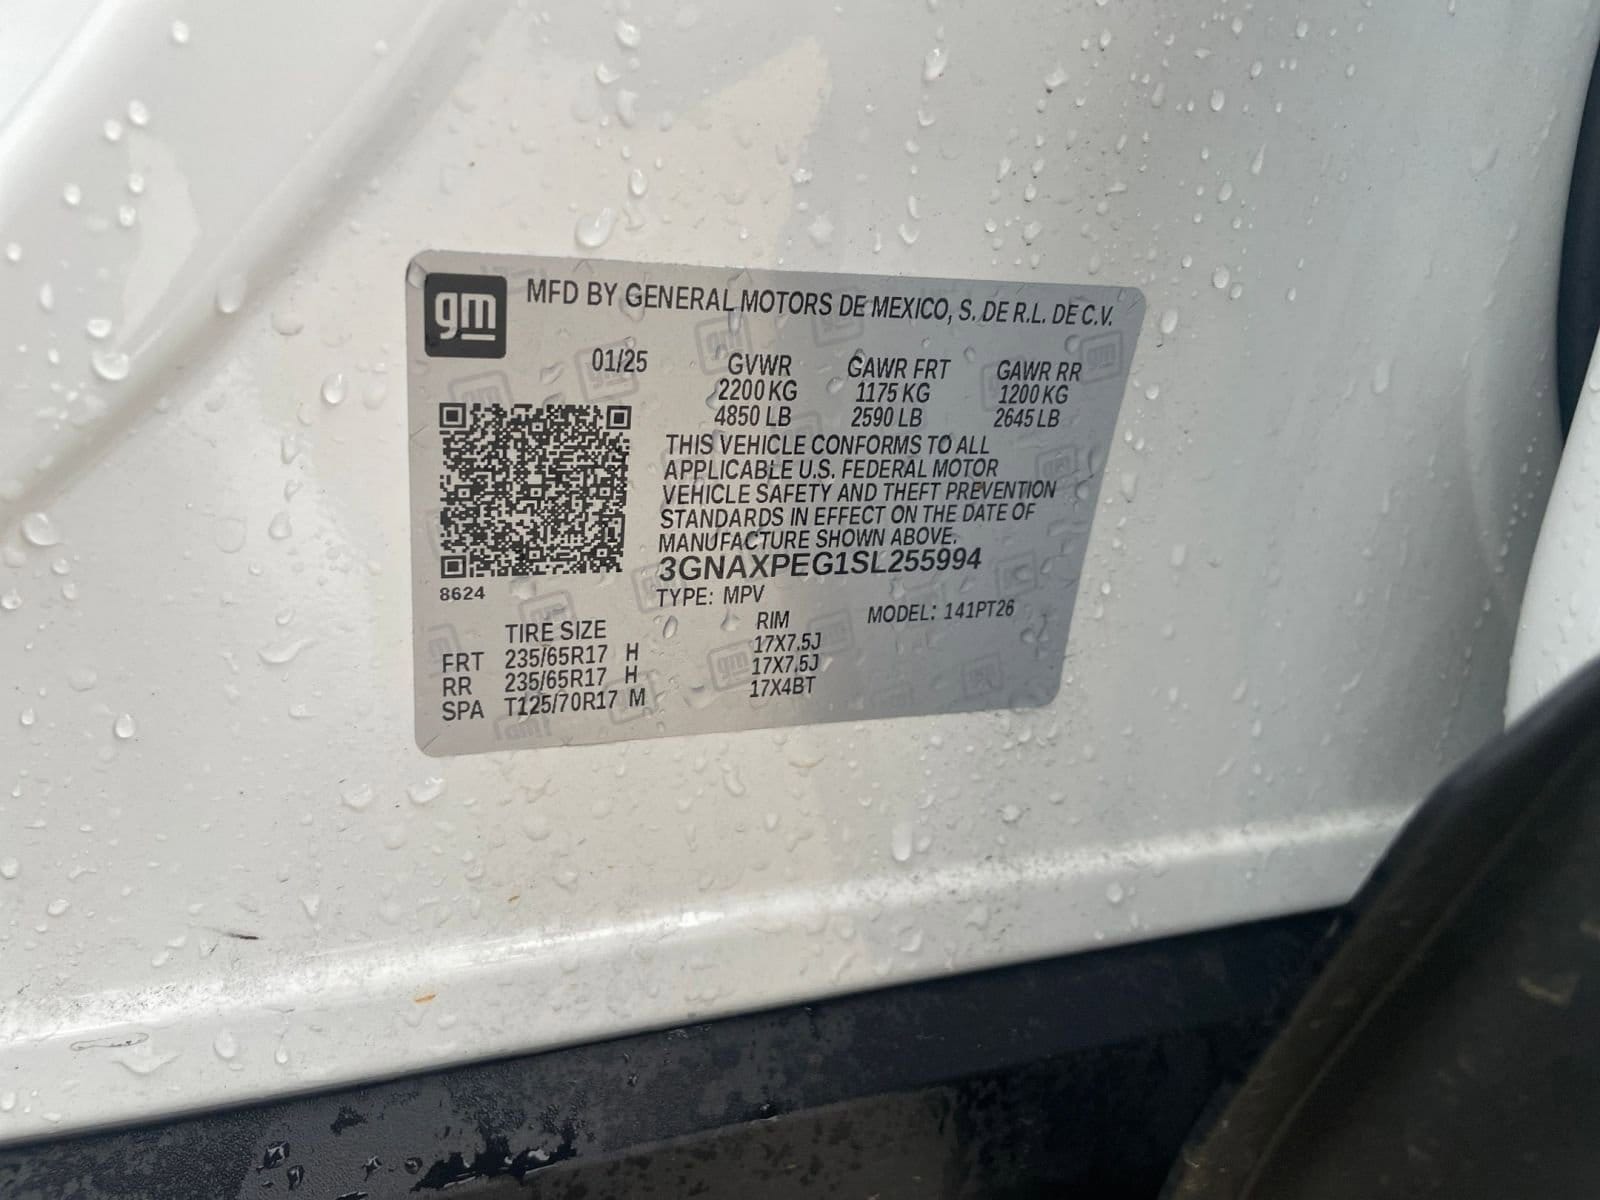 gm MFD BY GENERAL MOTORS DE MEXICO, S. DE R.L. DE C.V.
01/25 GVWR GAWR FRT GAWR RR
2200 KG 1175 KG 1200 KG
4850 LB 2590 LB 2645 LB
THIS VEHICLE CONFORMS TO ALL
APPLICABLE U.S. FEDERAL MOTOR
VEHICLE SAFETY AND THEFT PREVENTION
STANDARDS IN EFFECT ON THE DATE OF
MANUFACTURE SHOWN ABOVE.
3GNAXPEG1SL255994
8624 TYPE: MPV MODEL: 141PT26
TIRE SIZE RIM
FRT 235/65R17 H 17X7.5J
RR 235/65R17 H 17X7.5J
SPA T125/70R17 M 17X4BT